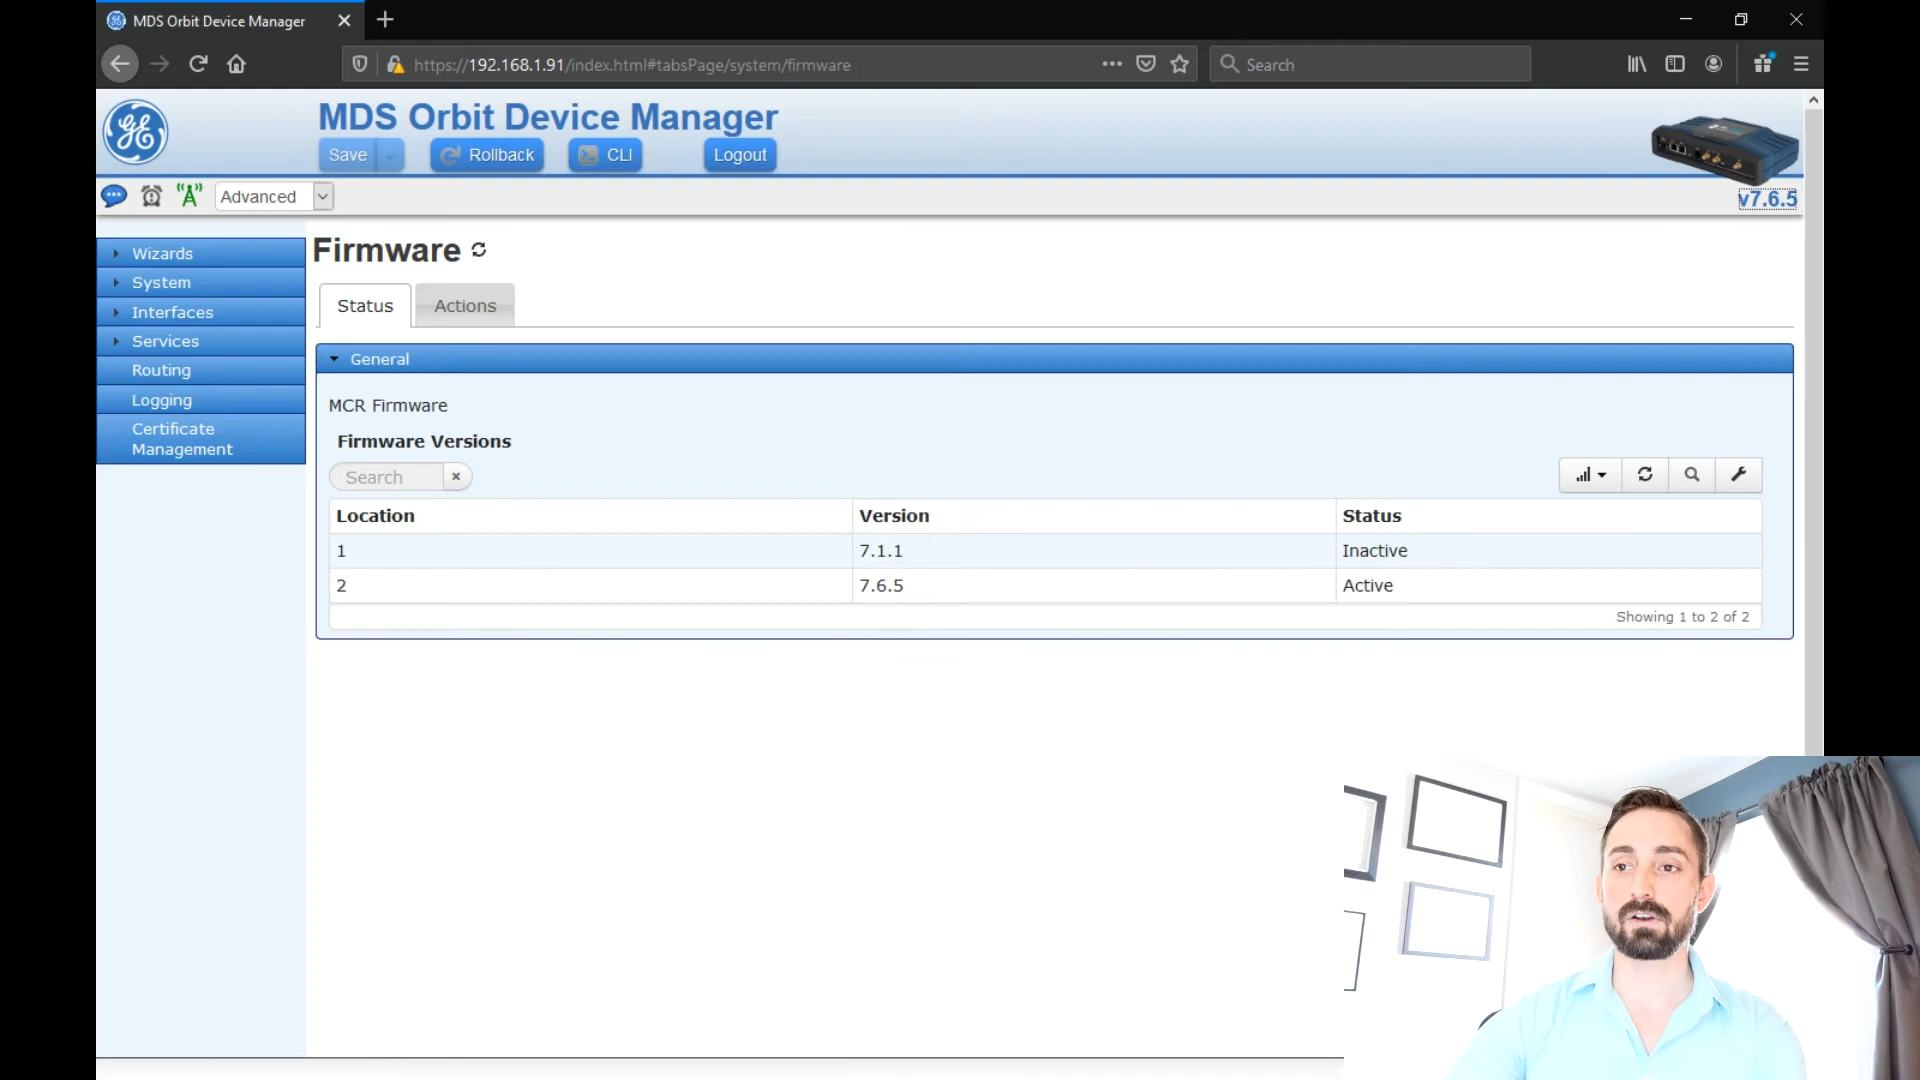 MDS Orbit Device Manager
https://192.168.1.91/index.html#tabsPage/system/firmware
Search
GE
MDS Orbit Device Manager
Save
Rollback
CLI
Logout
Advanced
v7.6.5
Wizards
System
Interfaces
Services
Routing
Logging
Certificate
Management
Firmware
Status
Actions
General
MCR Firmware
Firmware Versions
Search
Location
Version
Status
1
7.1.1
Inactive
2
7.6.5
Active
Showing 1 to 2 of 2